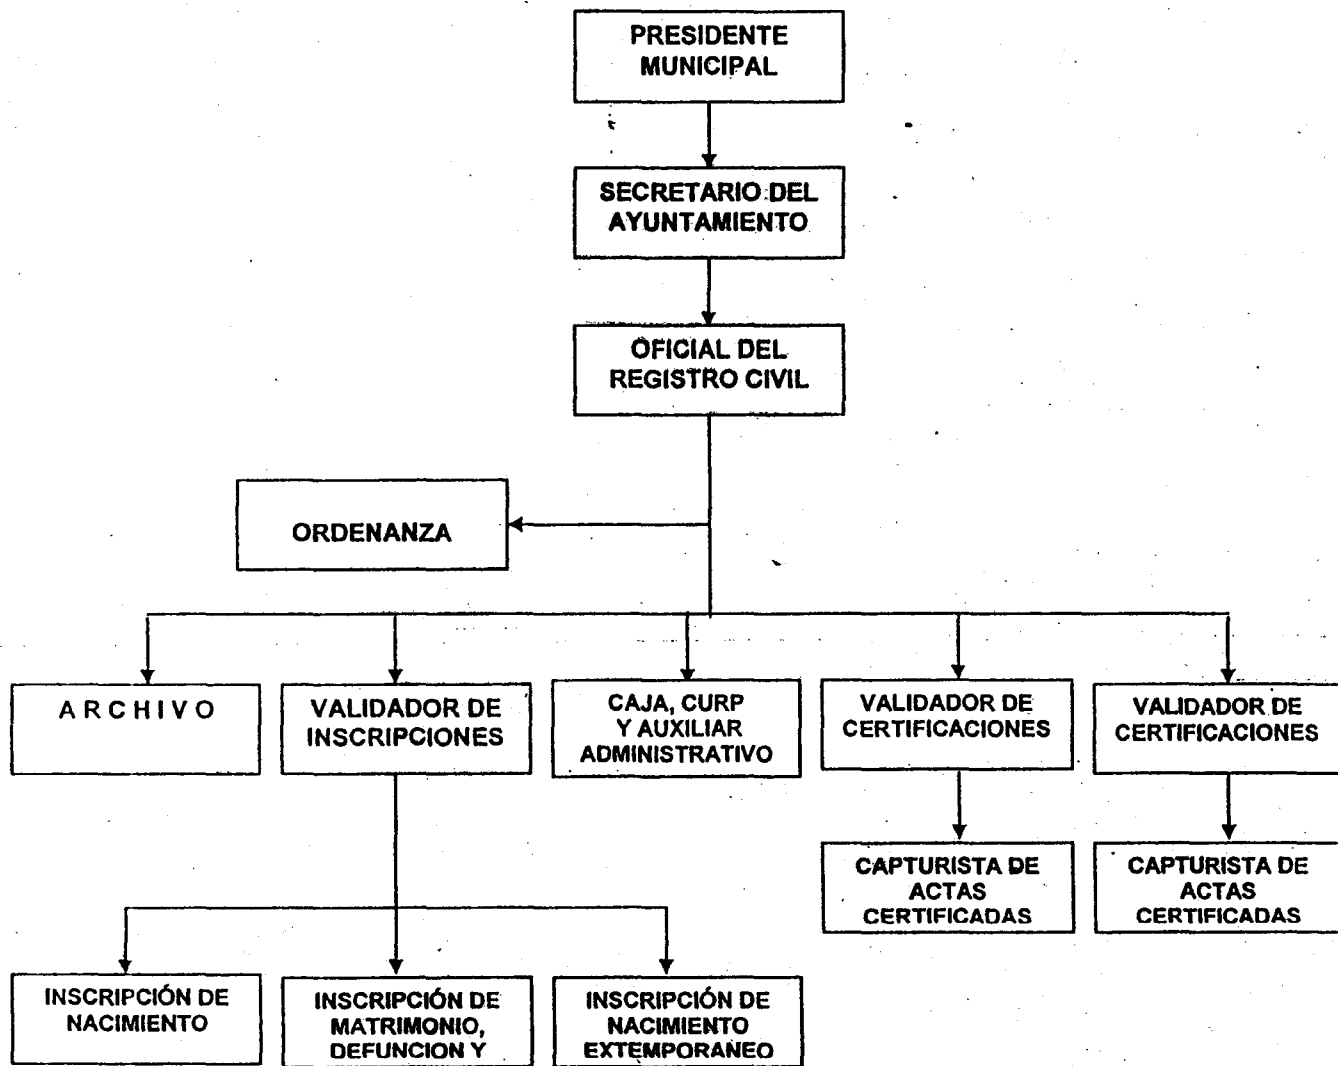 PRESIDENTE
MUNICIPAL
SECRETARIO DEL
AYUNTAMIENTO
OFICIAL DEL
REGISTRO CIVIL
ORDENANZA
A R C H I V O
VALIDADOR DE
INSCRIPCIONES
CAJA, CURP
Y AUXILIAR
ADMINISTRATIVO
VALIDADOR DE
CERTIFICACIONES
VALIDADOR DE
CERTIFICACIONES
CAPTURISTA DE
ACTAS
CERTIFICADAS
CAPTURISTA DE
ACTAS
CERTIFICADAS
INSCRIPCIÓN DE
NACIMIENTO
INSCRIPCIÓN DE
MATRIMONIO,
DEFUNCION Y
INSCRIPCIÓN DE
NACIMIENTO
EXTEMPORANEO